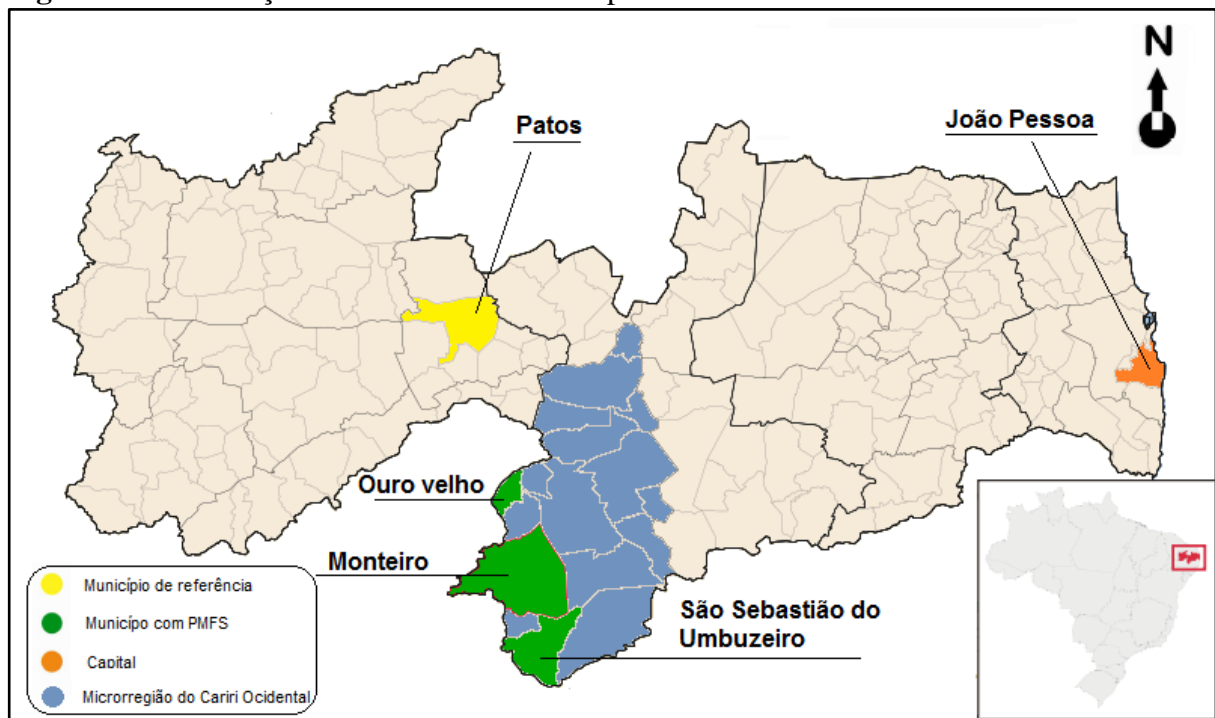 N
Patos
João Pessoa
Ouro velho
Monteiro
São Sebastião do
Umbuzeiro
Município de referência
Municípo com PMFS
Capital
Microrregião do Cariri Ocidental